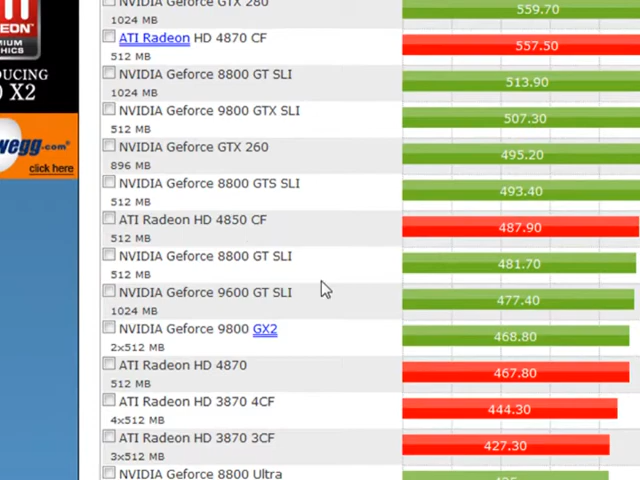 NVIDIA Geforce GTX 280
559.70
1024 MB
ATI Radeon HD 4870 CF
557.50
512 MB
NVIDIA Geforce 8800 GT SLI
513.90
1024 MB
NVIDIA Geforce 9800 GTX SLI
507.30
512 MB
NVIDIA Geforce GTX 260
495.20
896 MB
NVIDIA Geforce 8800 GTS SLI
493.40
512 MB
ATI Radeon HD 4850 CF
487.90
512 MB
NVIDIA Geforce 8800 GT SLI
481.70
512 MB
NVIDIA Geforce 9600 GT SLI
477.40
1024 MB
NVIDIA Geforce 9800 GX2
468.80
2x512 MB
ATI Radeon HD 4870
467.80
512 MB
ATI Radeon HD 3870 4CF
444.30
4x512 MB
ATI Radeon HD 3870 3CF
427.30
3x512 MB
NVIDIA Geforce 8800 Ultra
DEON
MIUM
HICS
DUCING
X2
wegg.com
click here